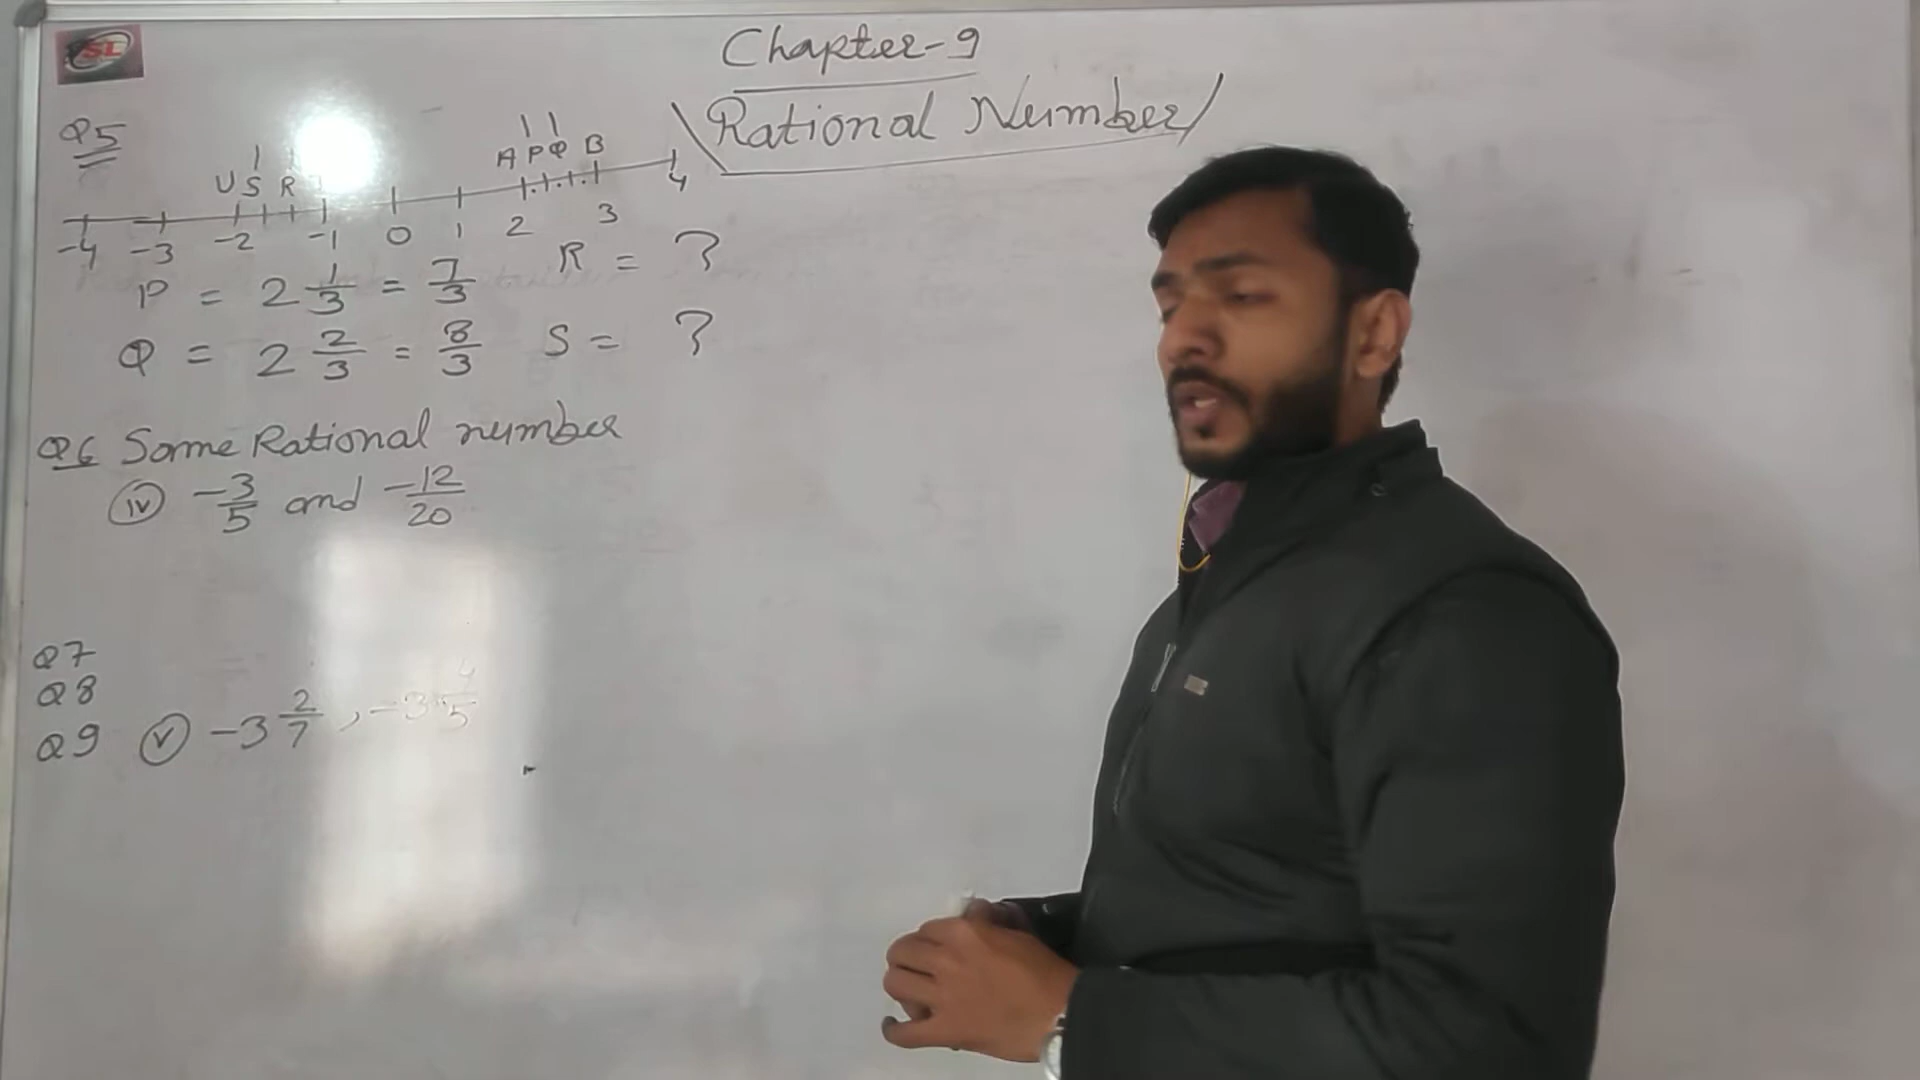 SL
Chapter-9
Rational Number
Q5
U S R A P Q B
-4 -3 -2 -1 0 1 2 3 4
P = 2 1/3 = 7/3 R = ?
Q = 2 2/3 = 8/3 S = ?
Q6 Same Rational number
(iv) -3/5 and -12/20
Q7
Q8
Q9 (v) -3 2/7, -3 4/5